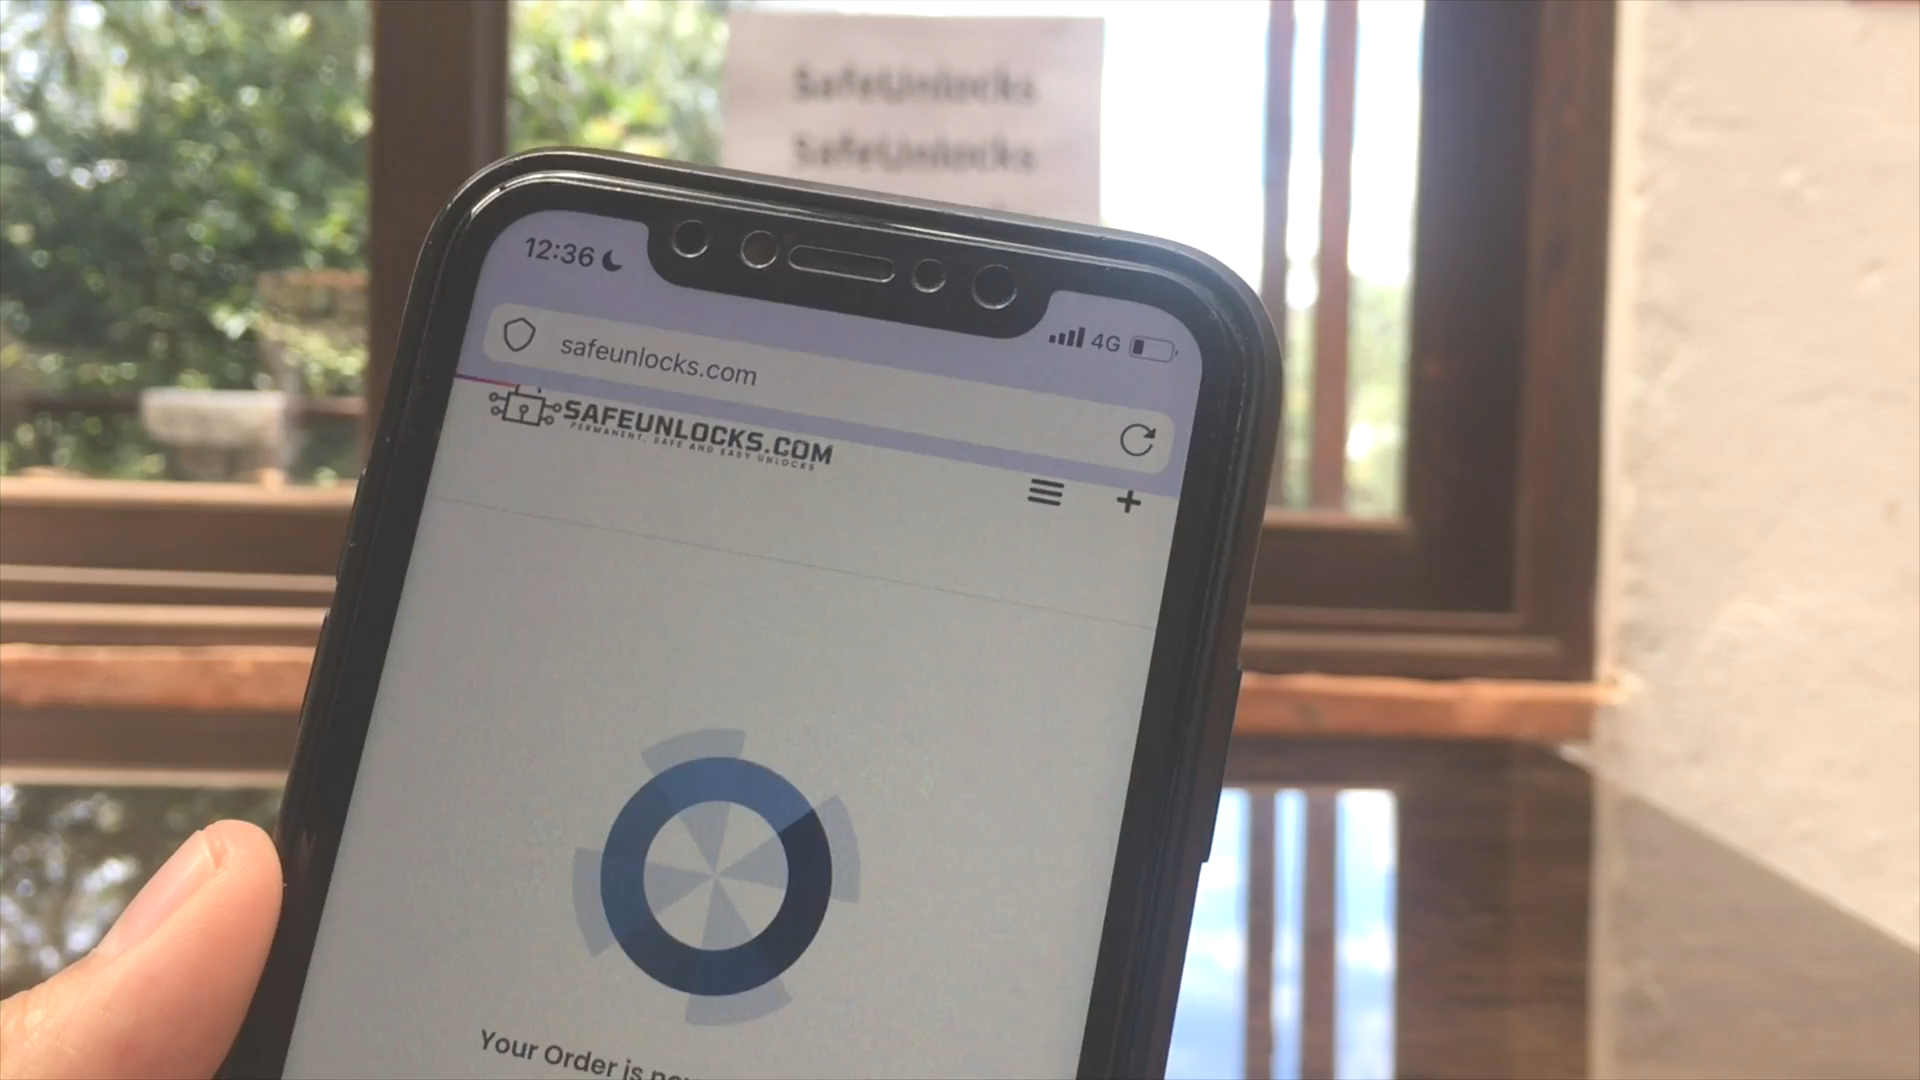 SafeUnlocks
SafeUnlocks
12:36
4G
safeunlocks.com
SAFEUNLOCKS.COM
PERMANENT, SAFE AND EASY UNLOCKS
Your Order is